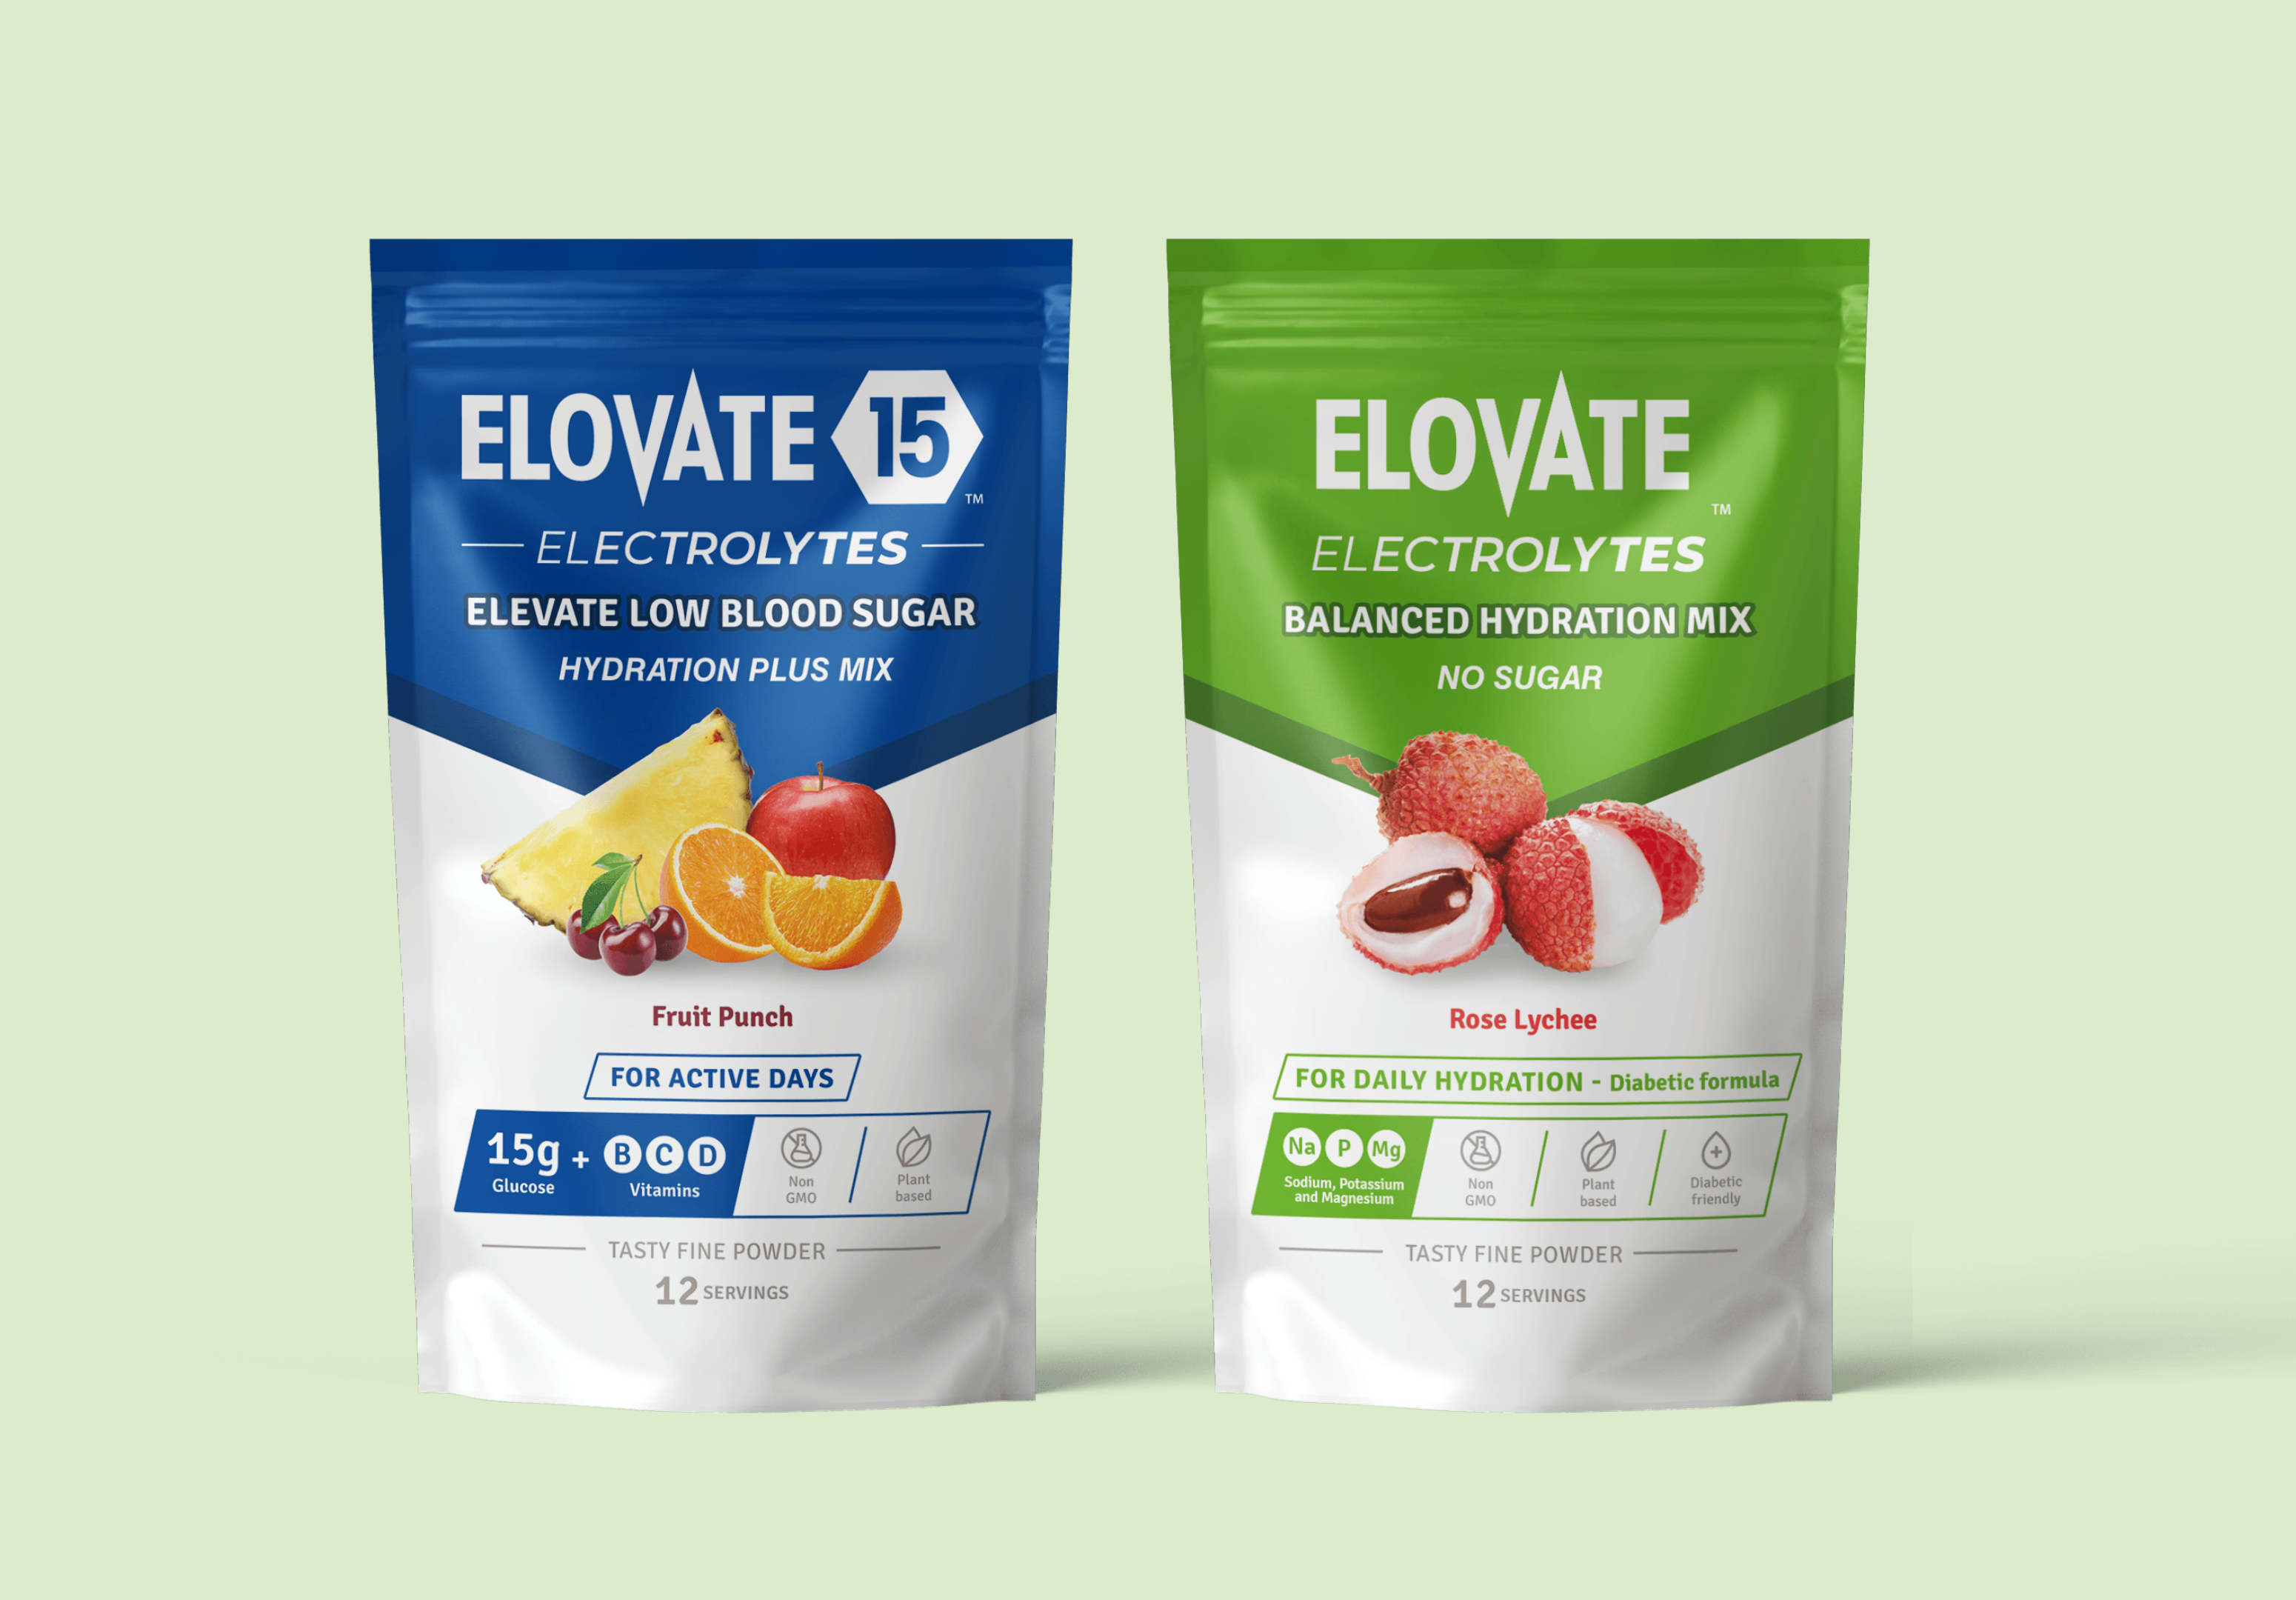 ELOVATE 15
TM
ELECTROLYTES
ELEVATE LOW BLOOD SUGAR
HYDRATION PLUS MIX
Fruit Punch
FOR ACTIVE DAYS
15g + B C D
Glucose Vitamins
Non
GMO
Plant
based
TASTY FINE POWDER
12 SERVINGS
ELOVATE
TM
ELECTROLYTES
BALANCED HYDRATION MIX
NO SUGAR
Rose Lychee
FOR DAILY HYDRATION - Diabetic formula
Na P Mg
Sodium, Potassium
and Magnesium
Non
GMO
Plant
based
Diabetic
friendly
TASTY FINE POWDER
12 SERVINGS